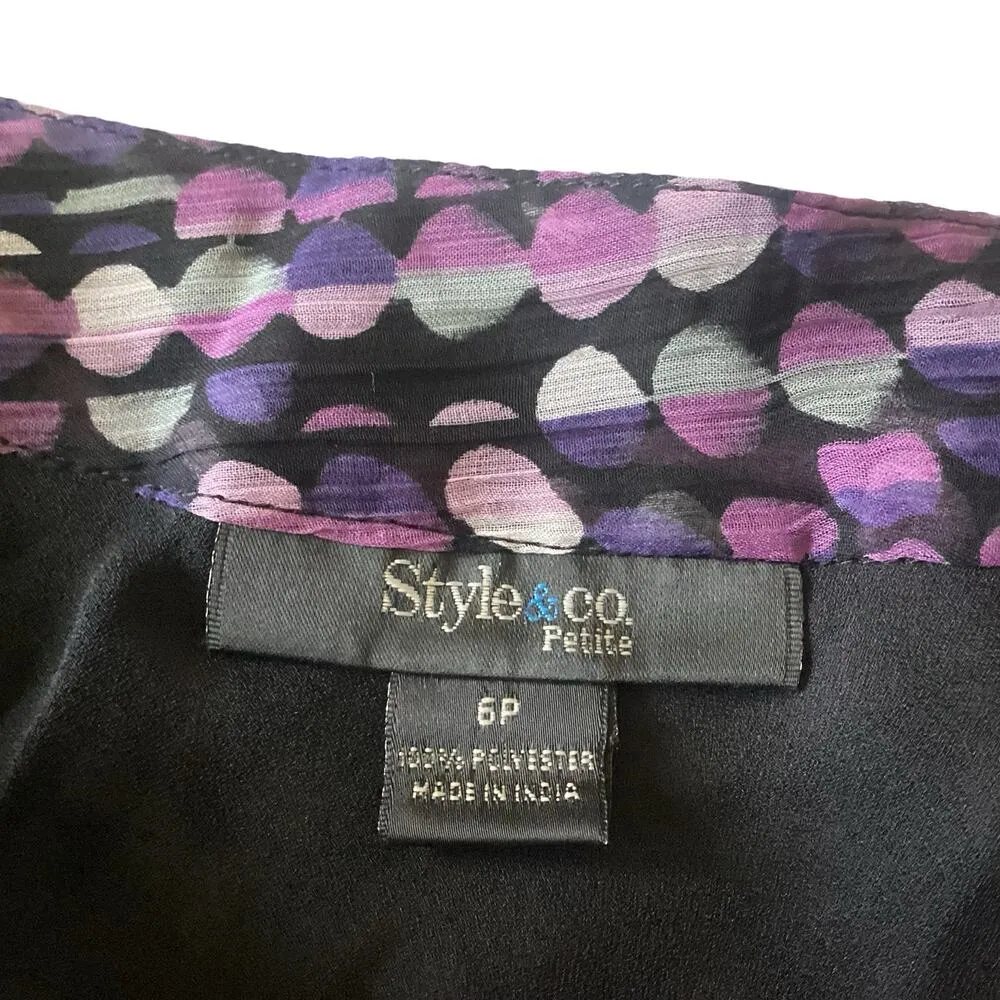 Style&co.
Petite
6P
100% POLYESTER
MADE IN INDIA